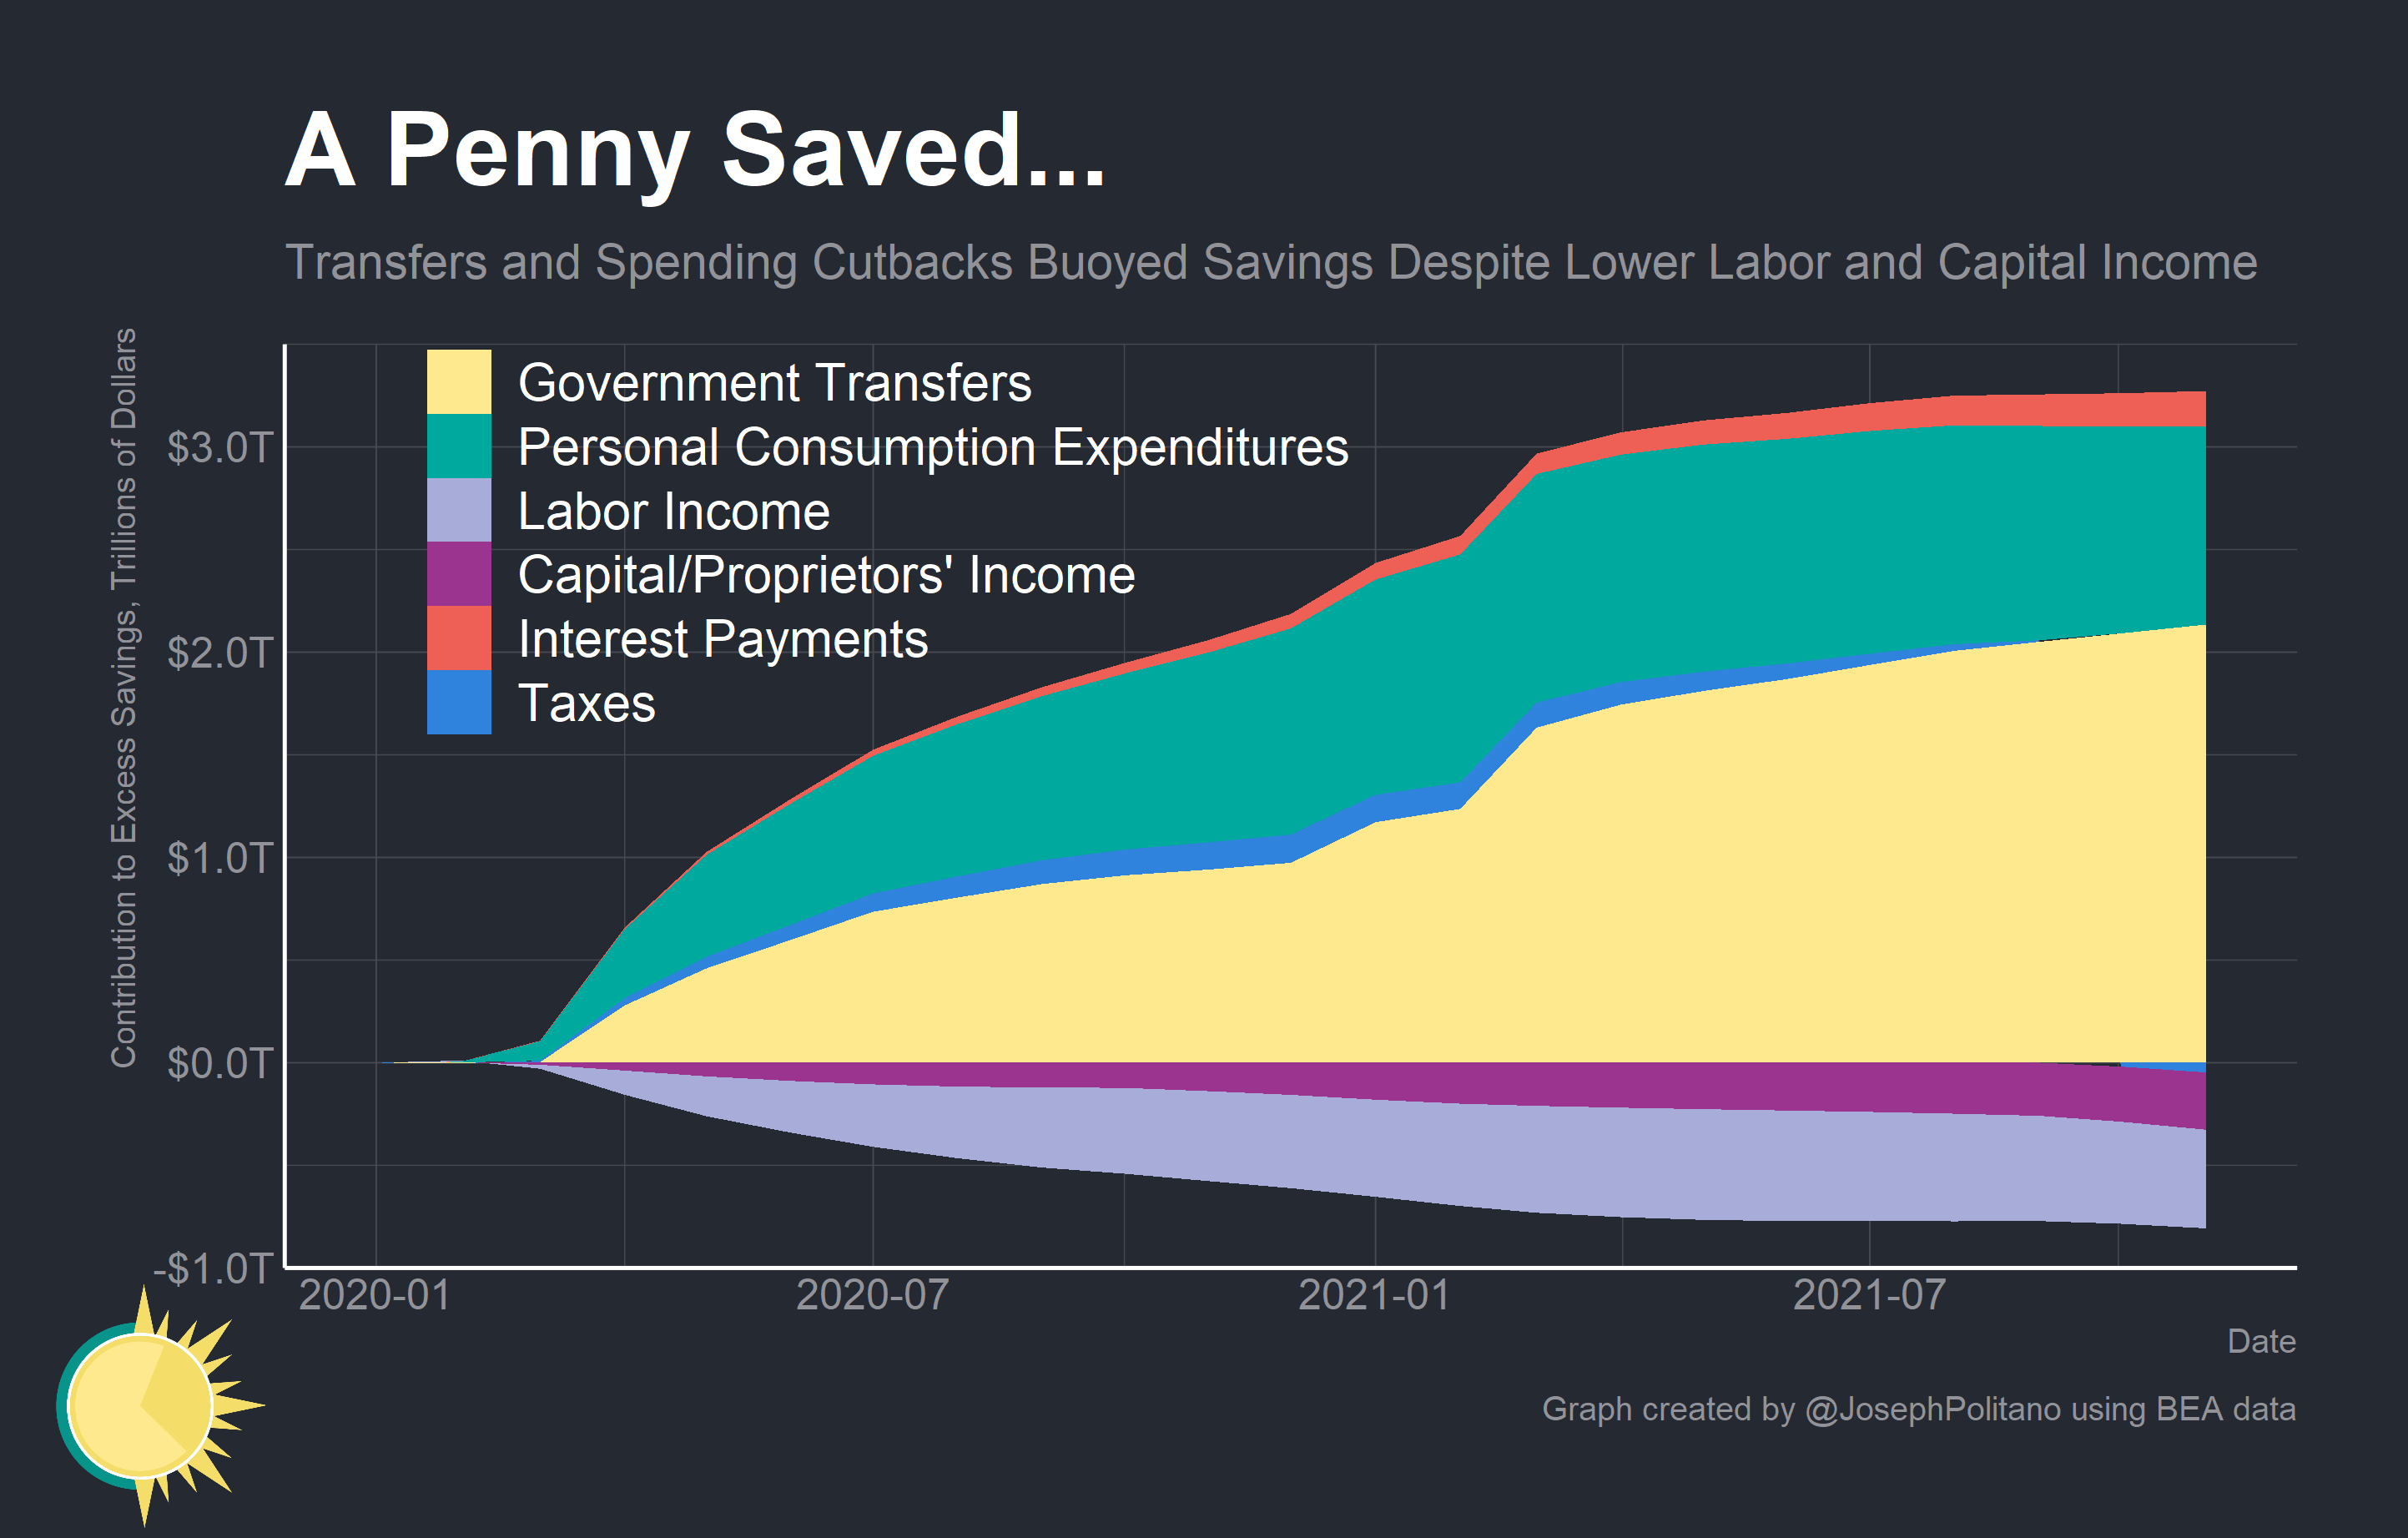 A Penny Saved...
Transfers and Spending Cutbacks Buoyed Savings Despite Lower Labor and Capital Income
Contribution to Excess Savings, Trillions of Dollars
$3.0T
$2.0T
$1.0T
$0.0T
-$1.0T
Government Transfers
Personal Consumption Expenditures
Labor Income
Capital/Proprietors' Income
Interest Payments
Taxes
2020-01
2020-07
2021-01
2021-07
Date
Graph created by @JosephPolitano using BEA data